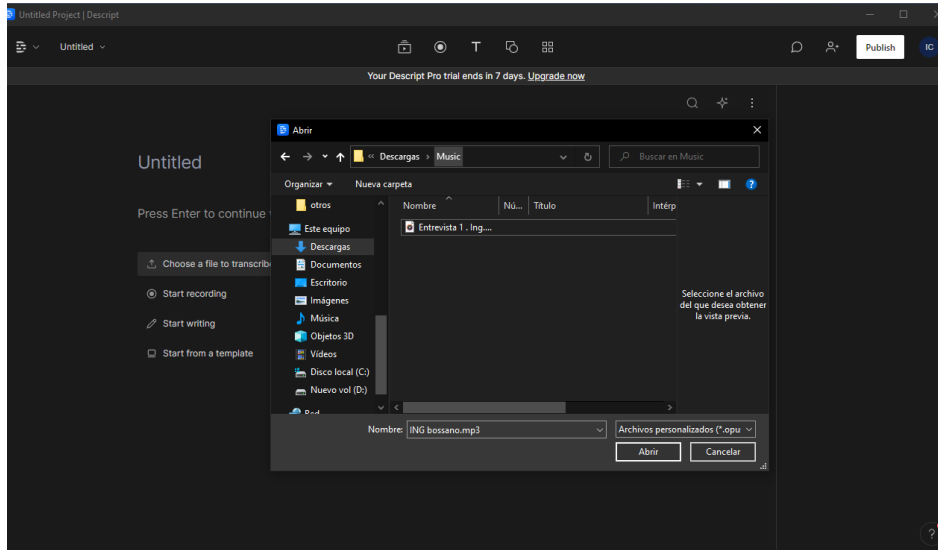 Untitled Project | Descript
Untitled
T
Publish
IC
Your Descript Pro trial ends in 7 days. Upgrade now
Abrir
« Descargas › Music
Buscar en Music
Organizar
Nueva carpeta
?
otros
Este equipo
Descargas
Documentos
Escritorio
Imágenes
Música
Objetos 3D
Vídeos
Disco local (C:)
Nuevo vol (D:)
Red
Nombre
Nú...
Título
Intérp
Entrevista 1 . Ing....
Seleccione el archivo
del que desea obtener
la vista previa.
Nombre: ING bossano.mp3
Archivos personalizados (*.opu
Abrir
Cancelar
Untitled
Press Enter to continue
Choose a file to transcribe
Start recording
Start writing
Start from a template
?